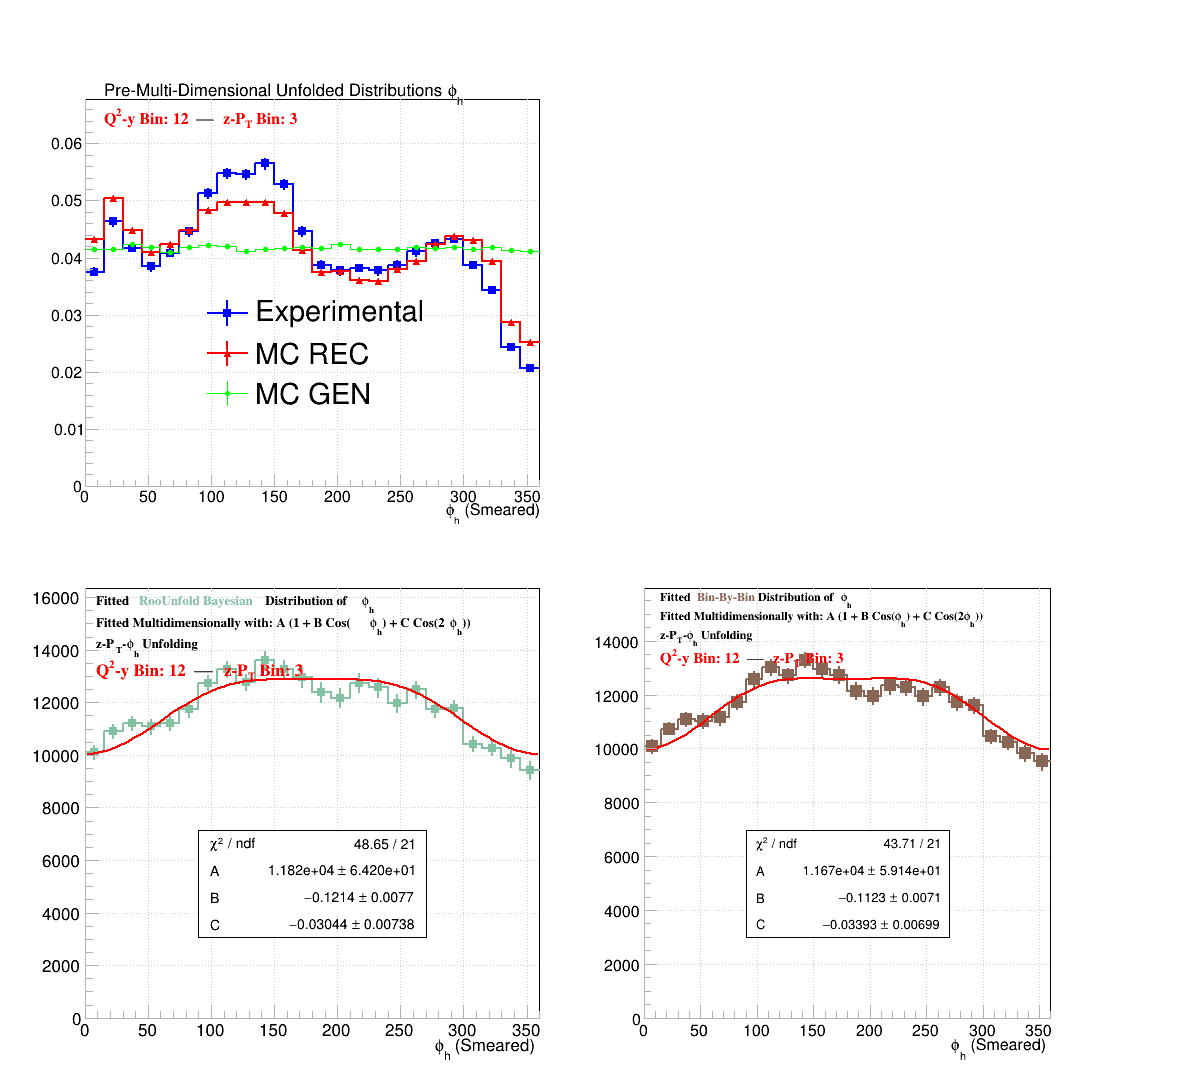 Pre-Multi-Dimensional Unfolded Distributions ϕh
Q2-y Bin: 12 — z-PT Bin: 3
0.06
0.05
0.04
0.03
0.02
0.01
0
Experimental
MC REC
MC GEN
0 50 100 150 200 250 300 350
ϕh (Smeared)
Fitted RooUnfold Bayesian Distribution of ϕh
Fitted Multidimensionally with: A (1 + B Cos( ϕh) + C Cos(2 ϕh))
z-PT-ϕh Unfolding
Q2-y Bin: 12 — z-PT Bin: 3
16000
14000
12000
10000
8000
6000
4000
2000
0
χ2 / ndf 48.65 / 21
A 1.182e+04 ± 6.420e+01
B −0.1214 ± 0.0077
C −0.03044 ± 0.00738
0 50 100 150 200 250 300 350
ϕh (Smeared)
Fitted Bin-By-Bin Distribution of ϕh
Fitted Multidimensionally with: A (1 + B Cos(ϕh) + C Cos(2ϕh))
z-PT-ϕh Unfolding
Q2-y Bin: 12 — z-PT Bin: 3
14000
12000
10000
8000
6000
4000
2000
0
χ2 / ndf 43.71 / 21
A 1.167e+04 ± 5.914e+01
B −0.1123 ± 0.0071
C −0.03393 ± 0.00699
0 50 100 150 200 250 300 350
ϕh (Smeared)